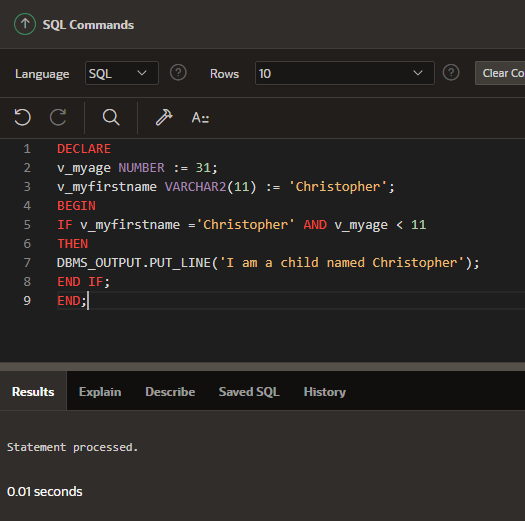 SQL Commands
Language SQL ? Rows 10 ? Clear Co
A::
1 DECLARE
2 v_myage NUMBER := 31;
3 v_myfirstname VARCHAR2(11) := 'Christopher';
4 BEGIN
5 IF v_myfirstname ='Christopher' AND v_myage < 11
6 THEN
7 DBMS_OUTPUT.PUT_LINE('I am a child named Christopher');
8 END IF;
9 END;
Results Explain Describe Saved SQL History
Statement processed.
0.01 seconds